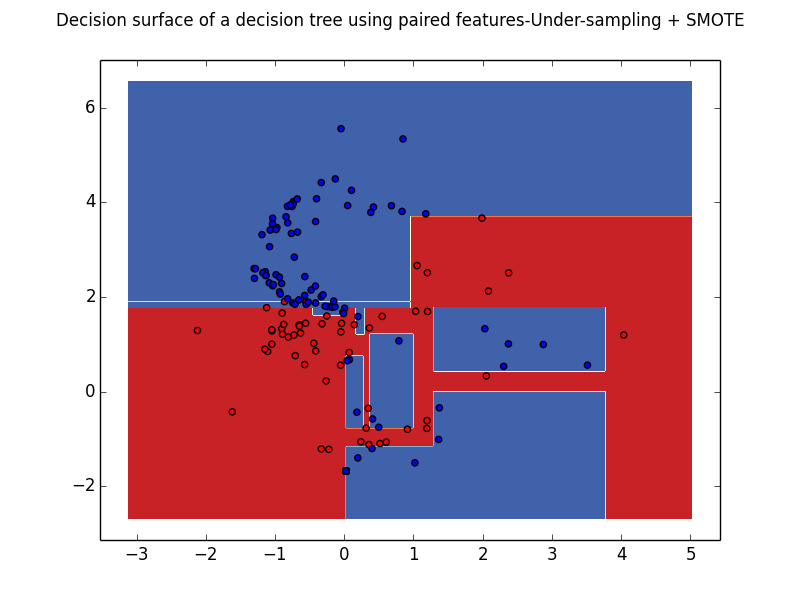 Decision surface of a decision tree using paired features-Under-sampling + SMOTE
6
4
2
0
−2
−3 −2 −1 0 1 2 3 4 5